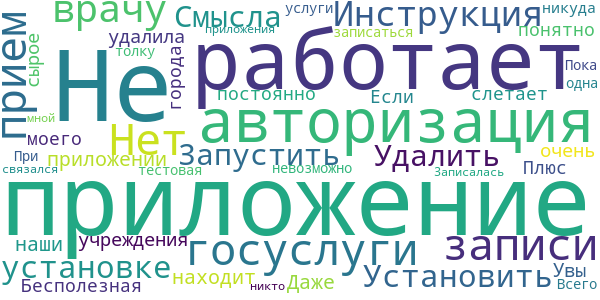 врачу Смысла услуги Инструкция никуда
прием сырое удалила толку города приложения записаться понятно
Не работает Пока
постоянно Если слетает одна
мной моего Нет авторизация
При приложении Запустить Удалить очень
связался тестовая невозможно Записалась Плюс
приложение
наши учреждения госуслуги записи
установке находит Установить Увы
Бесполезная никто Даже Всего